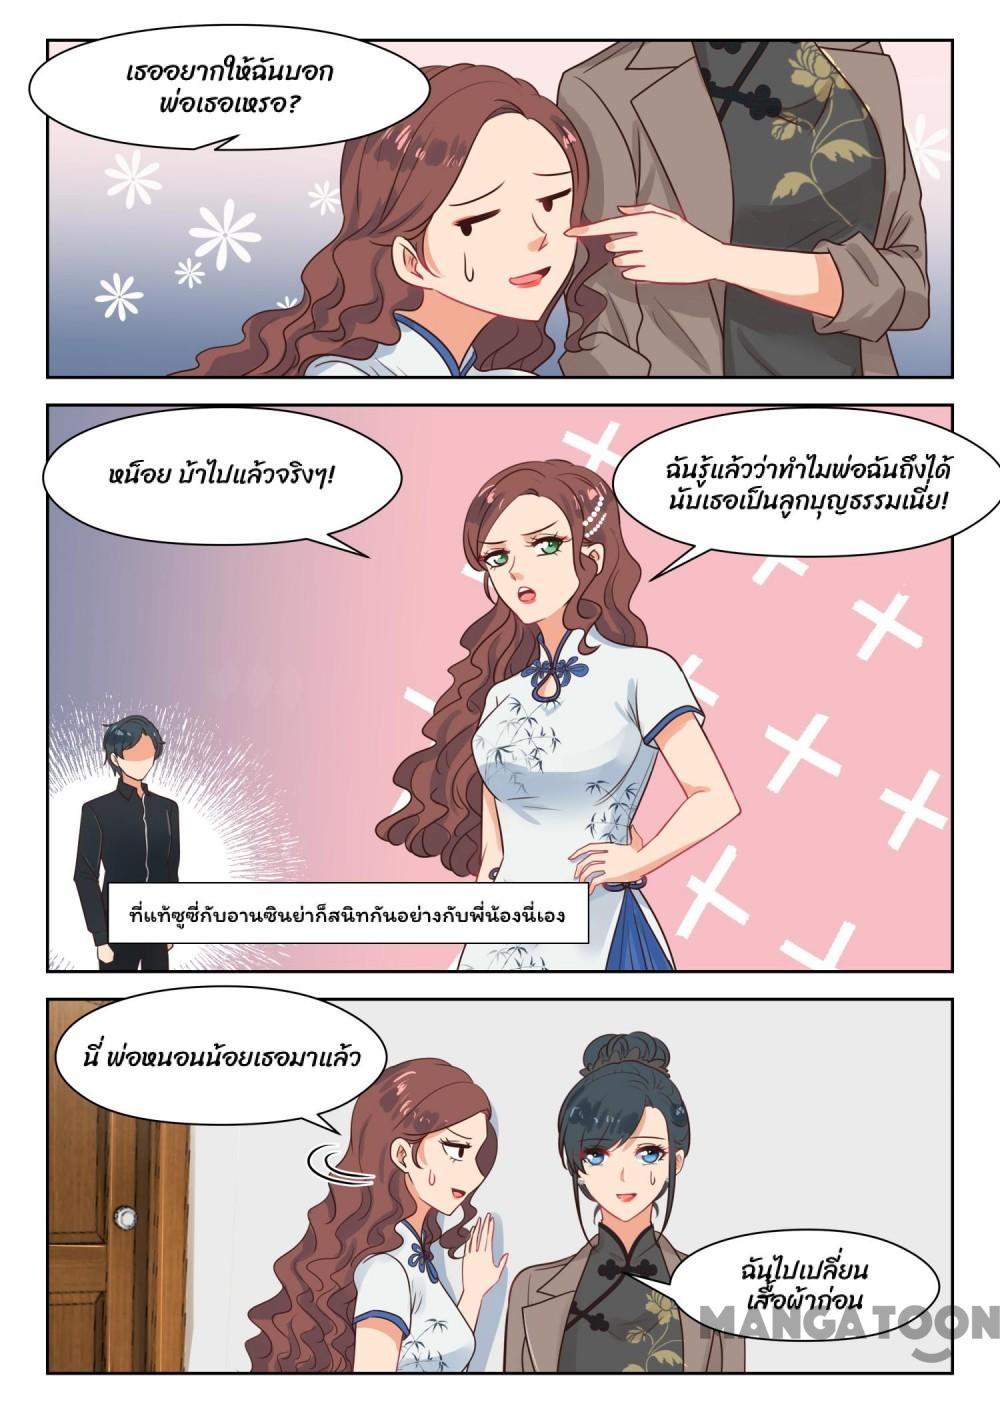 เธออยากให้ฉันบอก
พ่อเธอเหรอ?
หน็อย บ้าไปแล้วจริงๆ!
ฉันรู้แล้วว่าทำไมพ่อฉันถึงได้
นับเธอเป็นลูกบุญธรรมเนี่ย!
ที่แท้ซูซี่กับอานซินย่าก็สนิทกันอย่างกับพี่น้องนี่เอง
นี่ พ่อหนอนน้อยเธอมาแล้ว
ฉันไปเปลี่ยน
เสื้อผ้าก่อน
MANGATOON